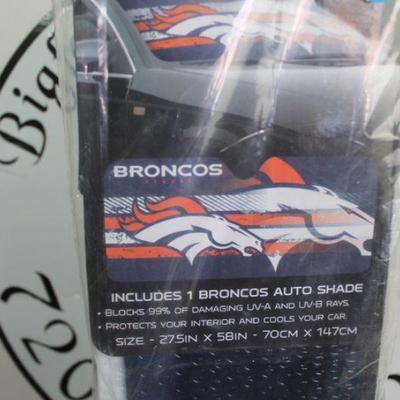 BRONCOS
INCLUDES 1 BRONCOS AUTO SHADE
• BLOCKS 99% OF DAMAGING UV-A AND UV-B RAYS.
• PROTECTS YOUR INTERIOR AND COOLS YOUR CAR.
SIZE - 27.5IN X 58IN - 70CM X 147CM